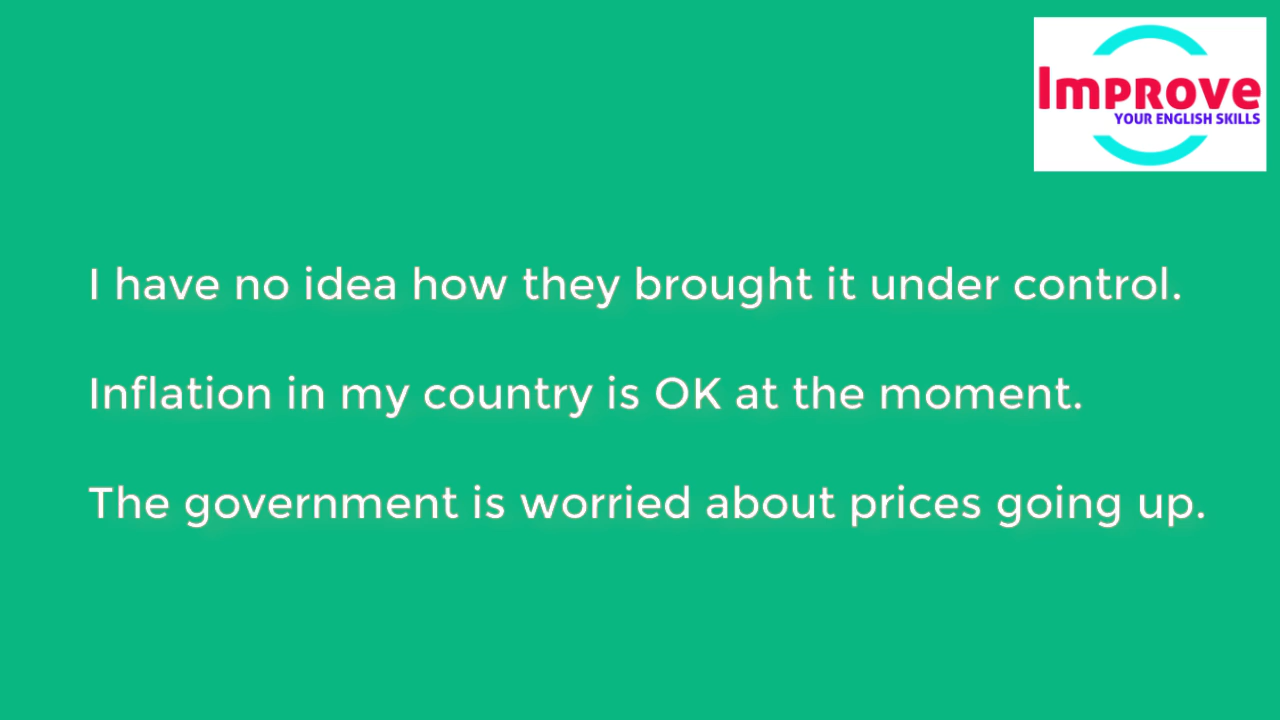 Improve
YOUR ENGLISH SKILLS
I have no idea how they brought it under control.
Inflation in my country is OK at the moment.
The government is worried about prices going up.